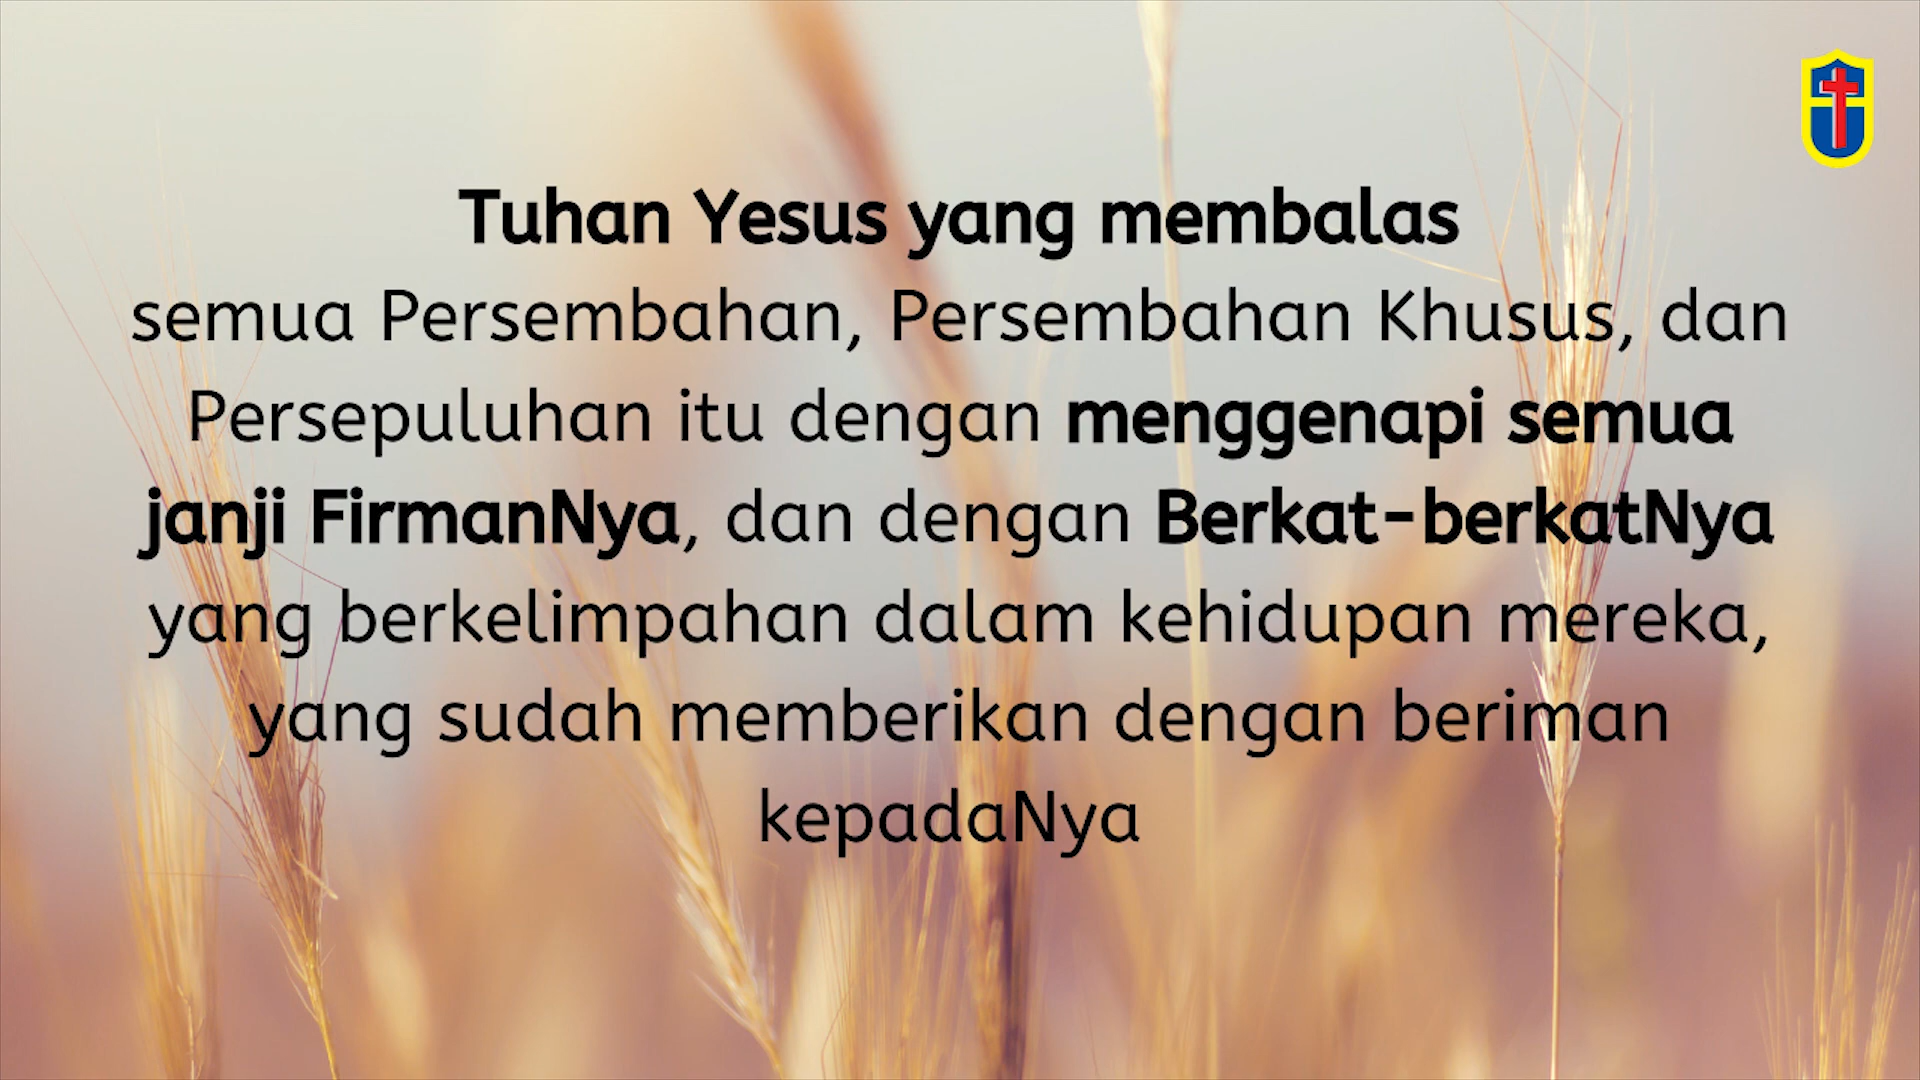 Tuhan Yesus yang membalas
semua Persembahan, Persembahan Khusus, dan
Persepuluhan itu dengan menggenapi semua
janji FirmanNya, dan dengan Berkat-berkatNya
yang berkelimpahan dalam kehidupan mereka,
yang sudah memberikan dengan beriman
kepadaNya